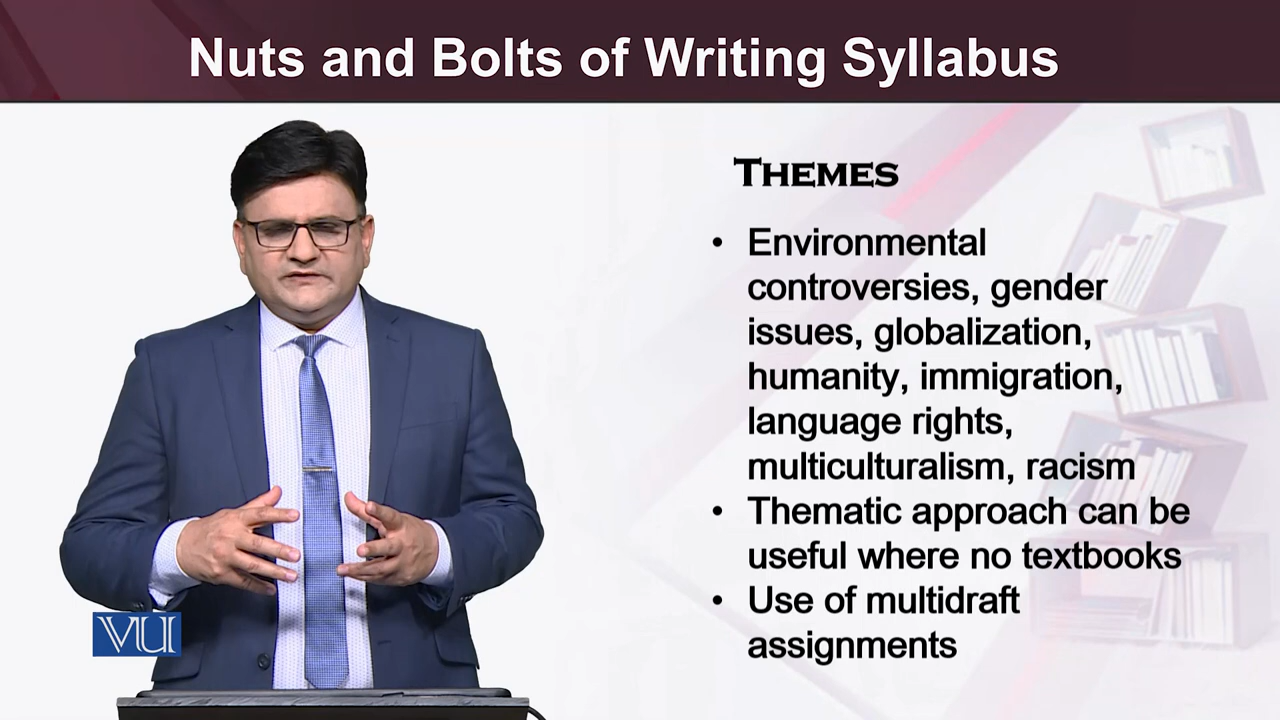 Nuts and Bolts of Writing Syllabus
THEMES
• Environmental
controversies, gender
issues, globalization,
humanity, immigration,
language rights,
multiculturalism, racism
• Thematic approach can be
useful where no textbooks
• Use of multidraft
assignments
VU